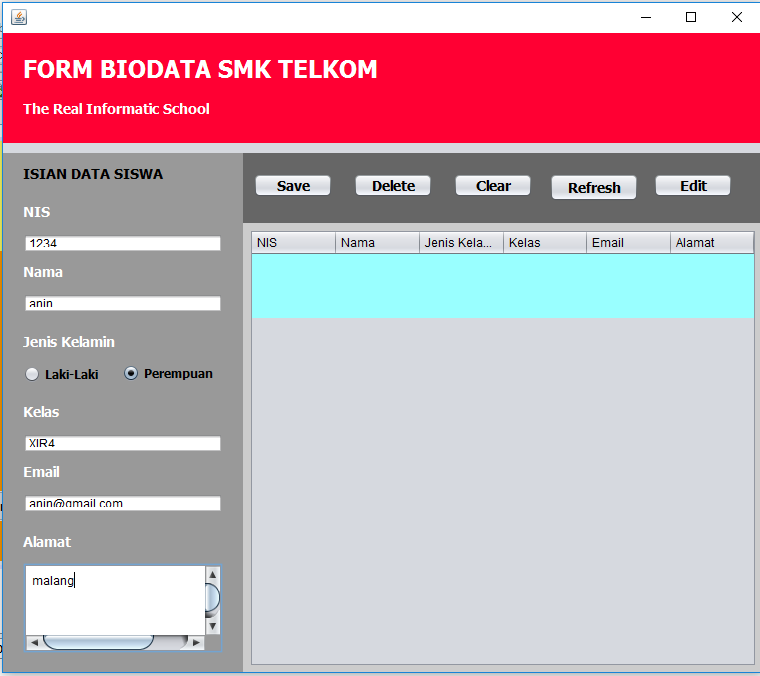 FORM BIODATA SMK TELKOM
The Real Informatic School
ISIAN DATA SISWA
NIS
1234
Nama
anin
Jenis Kelamin
Laki-Laki Perempuan
Kelas
XIR4
Email
anin@gmail.com
Alamat
malang
Save Delete Clear Refresh Edit
NIS Nama Jenis Kela... Kelas Email Alamat